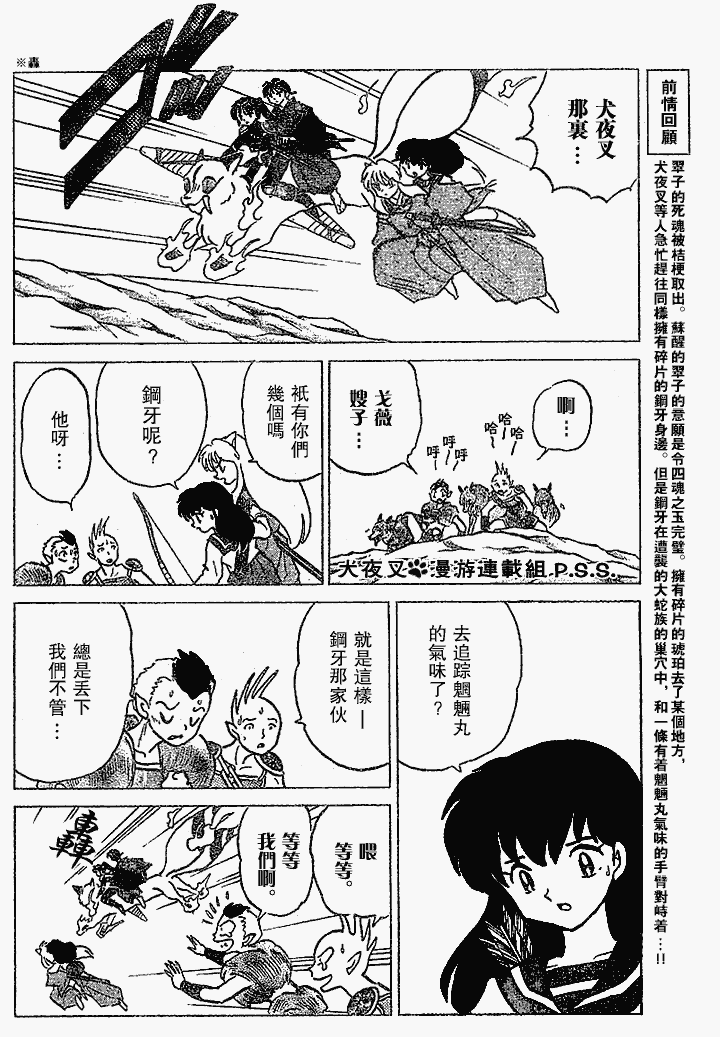 前情回顧
翠子的死魂被桔梗取出。蘇醒的翠子的意願是令四魂之玉完璧。擁有碎片的琥珀去了某個地方，
犬夜叉等人急忙趕往同樣擁有碎片的鋼牙身邊。但是鋼牙在遭襲的大蛇族的巢穴中，和一條有着魍魎丸氣味的手臂對峙着…!!
※轟
犬夜叉
那裏…
啊…
哈
哈
哈
呼
呼
呼
戈薇
嫂子…
犬夜叉 漫游連載組 P.S.S.
祇有你們
幾個嗎
鋼牙呢？
他呀…
去追踪魍魎丸
的氣味了？
就是這樣—
鋼牙那家伙
總是丟下
我們不管…
喂
等等。
等等
我們啊。
轟